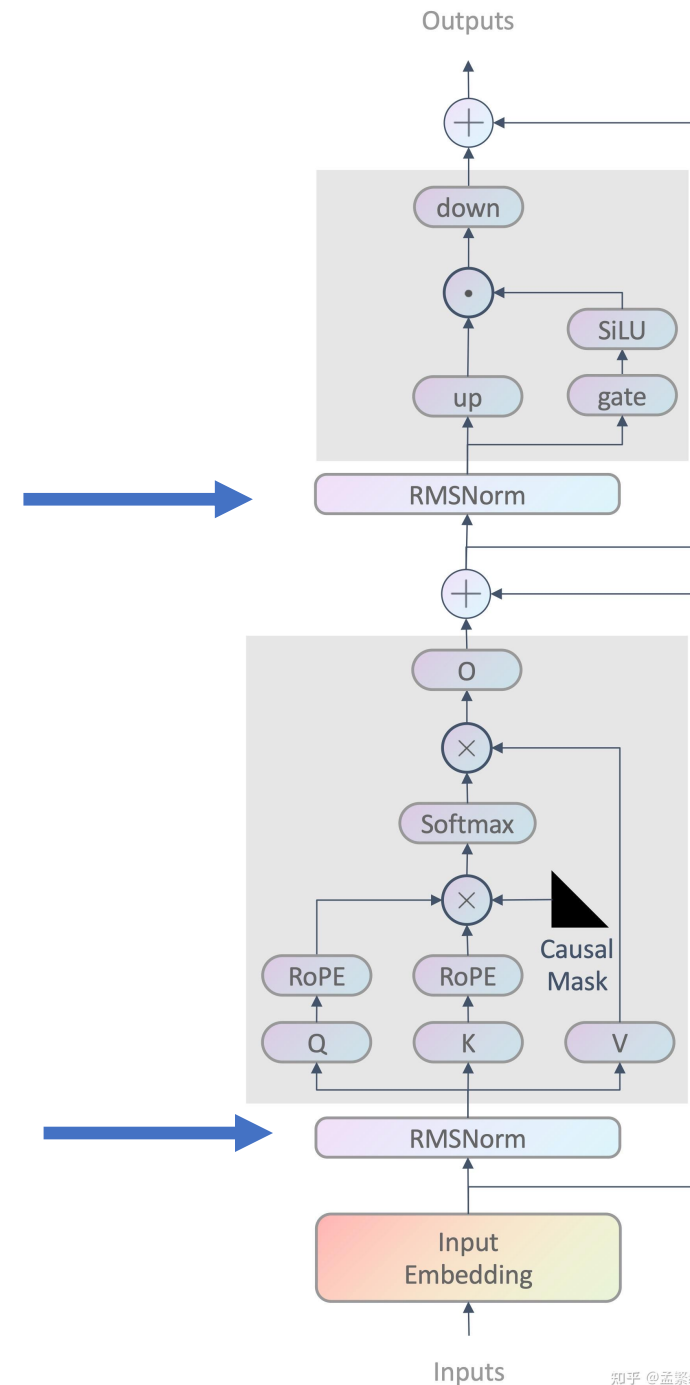 Outputs
down
SiLU
up
gate
RMSNorm
O
Softmax
Causal
Mask
RoPE
RoPE
Q
K
V
RMSNorm
Input
Embedding
Inputs
知乎 @孟繁